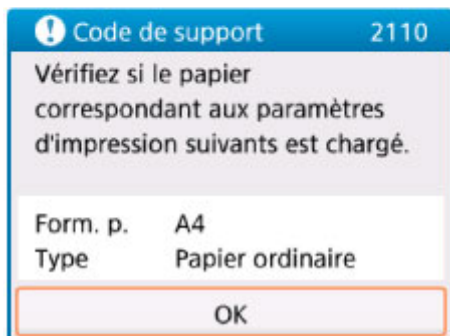 Code de support 2110
Vérifiez si le papier
correspondant aux paramètres
d'impression suivants est chargé.
Form. p. A4
Type Papier ordinaire
OK